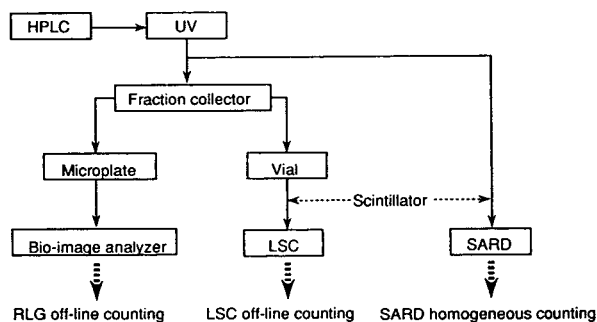 HPLC
UV
Fraction collector
Microplate
Vial
Scintillator
Bio-image analyzer
LSC
SARD
RLG off-line counting
LSC off-line counting
SARD homogeneous counting